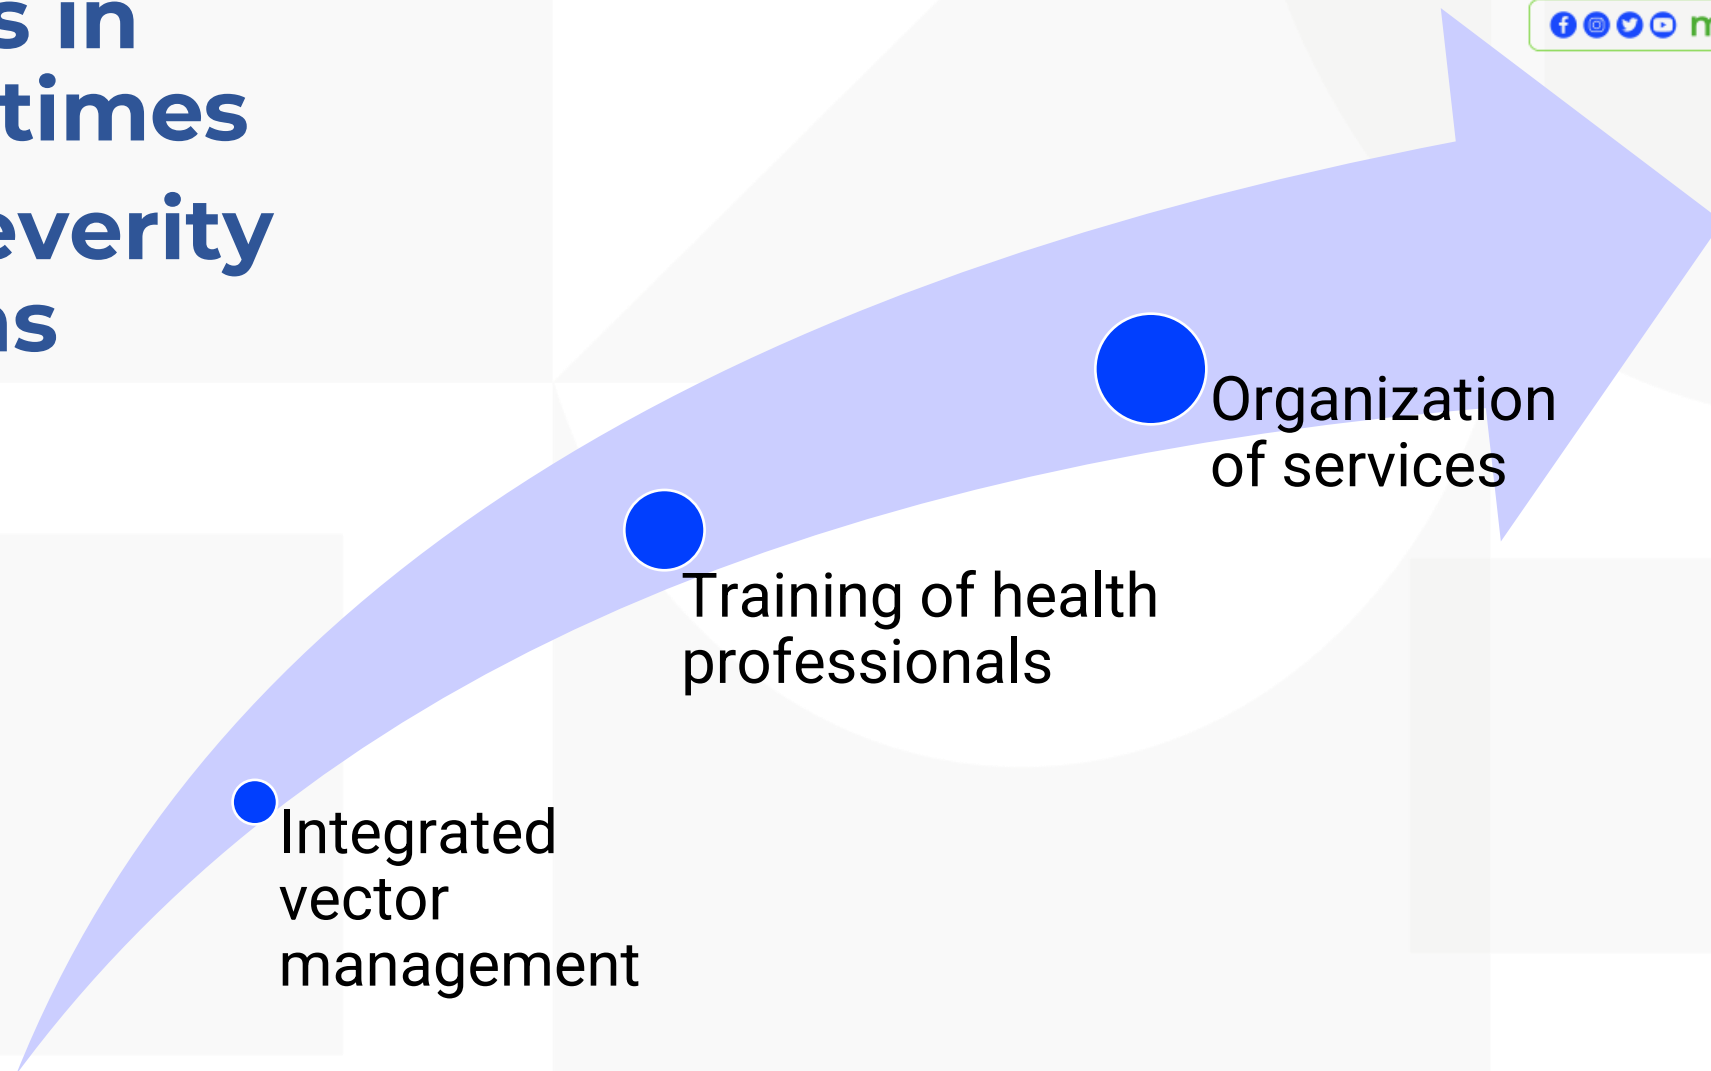 s in
times
everity
ns
Organization
of services
Training of health
professionals
Integrated
vector
management